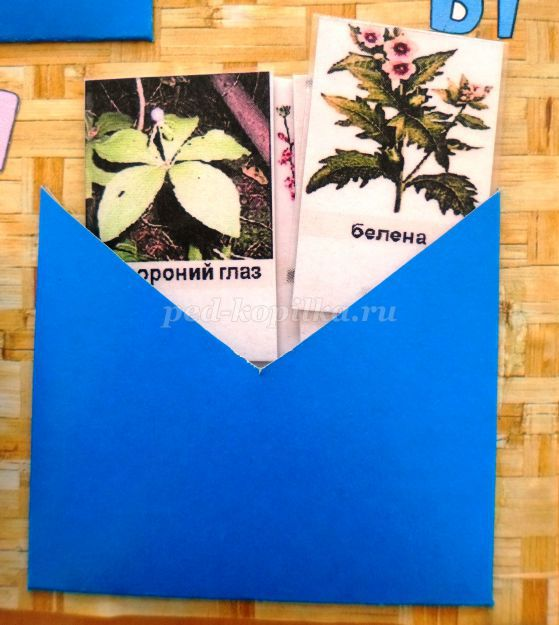 ороний глаз
белена
ped-kopilka.ru